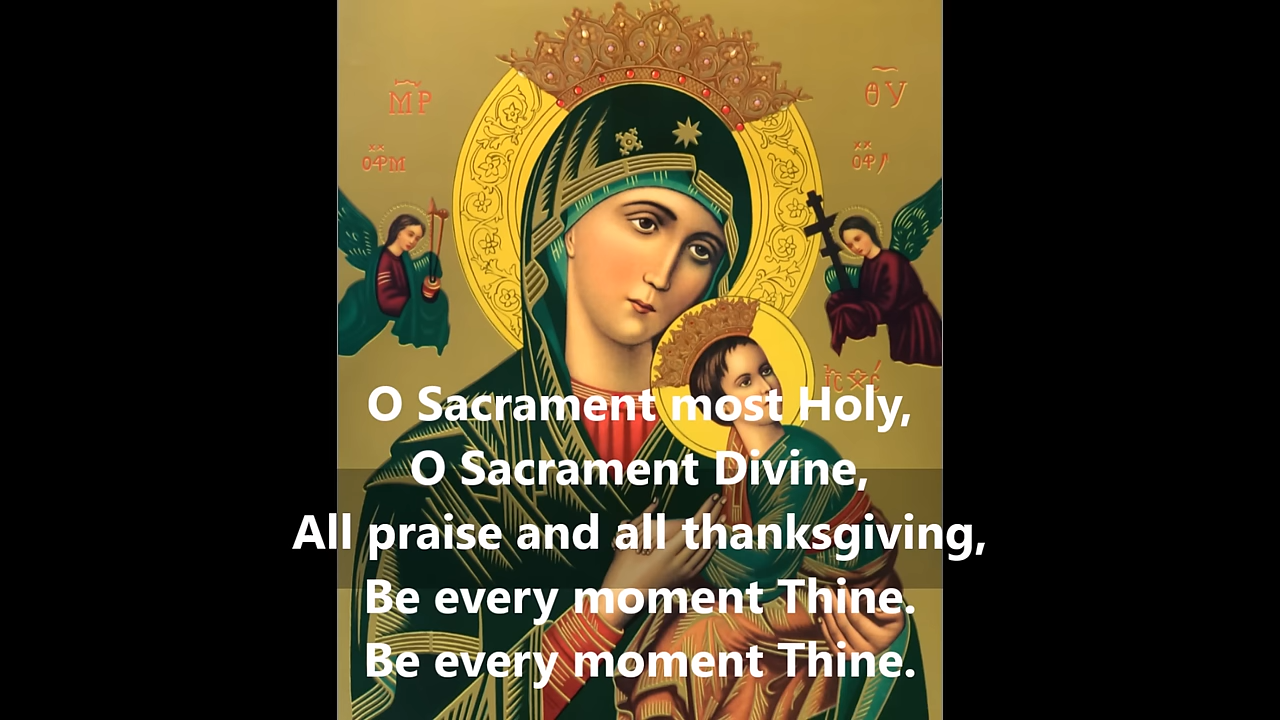 ΜΡ ΘΥ
ΟΦΜ
O Sacrament most Holy,
O Sacrament Divine,
All praise and all thanksgiving,
Be every moment Thine.
Be every moment Thine.